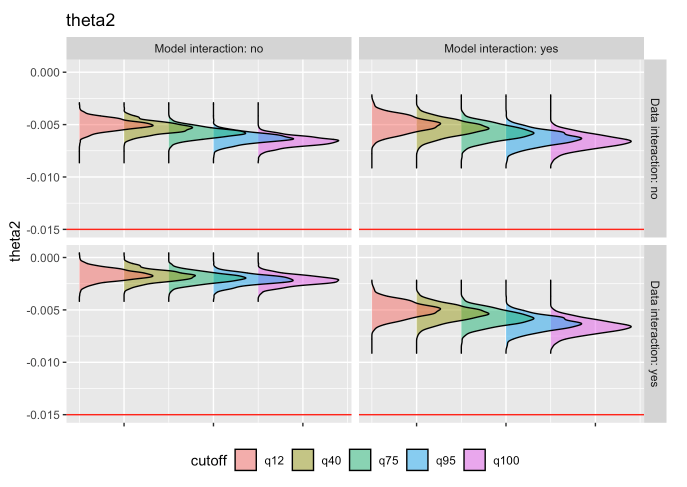 theta2
Model interaction: no
Model interaction: yes
0.000
-0.005
-0.010
-0.015
Data interaction: no
theta2
0.000
-0.005
-0.010
-0.015
Data interaction: yes
cutoff q12 q40 q75 q95 q100